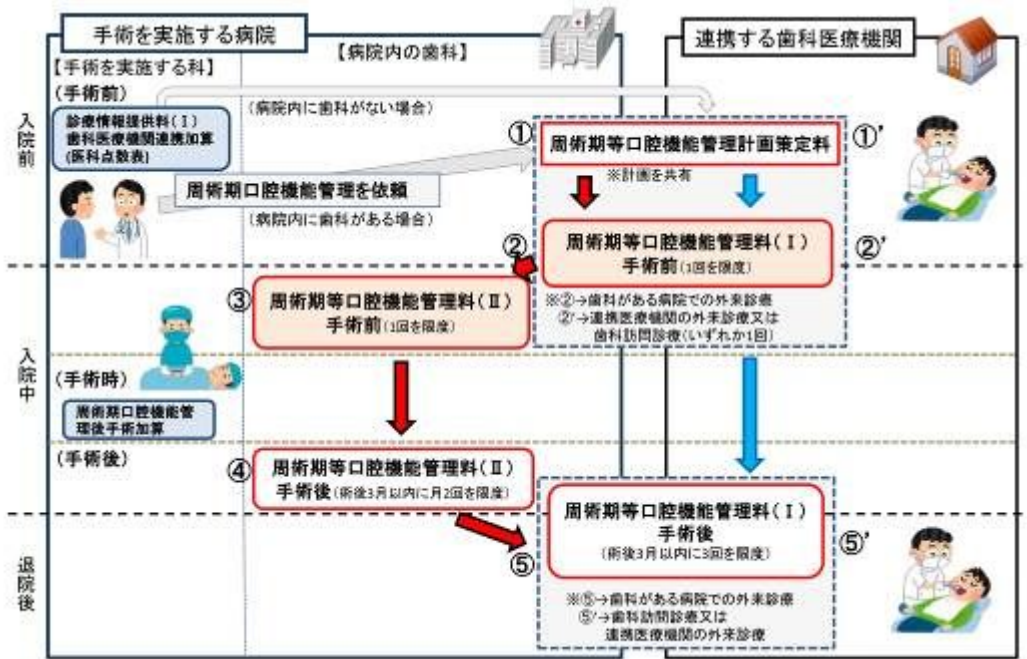 手術を実施する病院
連携する歯科医療機関
【手術を実施する科】
【病院内の歯科】
入院前
(手術前)
診療情報提供料(Ⅰ)
歯科医療機関連携加算
(医科点数表)
(病院内に歯科がない場合)
周術期口腔機能管理を依頼
(病院内に歯科がある場合)
①
周術期等口腔機能管理計画策定料
①’
※計画を共有
②
周術期等口腔機能管理料(Ⅰ)
手術前(1回を限度)
②’
※②→歯科がある病院での外来診療
②’→連携医療機関の外来診療又は
歯科訪問診療(いずれか1回)
入院中
③
周術期等口腔機能管理料(Ⅱ)
手術前(1回を限度)
(手術時)
周術期口腔機能管
理後手術加算
(手術後)
④
周術期等口腔機能管理料(Ⅱ)
手術後(術後3月以内に月2回を限度)
退院後
⑤
周術期等口腔機能管理料(Ⅰ)
手術後
(術後3月以内に3回を限度)
⑤’
※⑤→歯科がある病院での外来診療
⑤’→歯科訪問診療又は
連携医療機関の外来診療